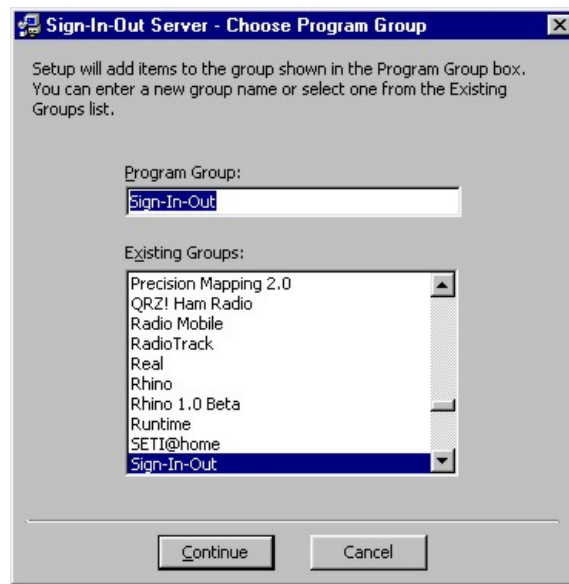 Sign-In-Out Server - Choose Program Group
Setup will add items to the group shown in the Program Group box.
You can enter a new group name or select one from the Existing
Groups list.
Program Group:
Sign-In-Out
Existing Groups:
Precision Mapping 2.0
QRZ! Ham Radio
Radio Mobile
RadioTrack
Real
Rhino
Rhino 1.0 Beta
Runtime
SETI@home
Sign-In-Out
Continue
Cancel